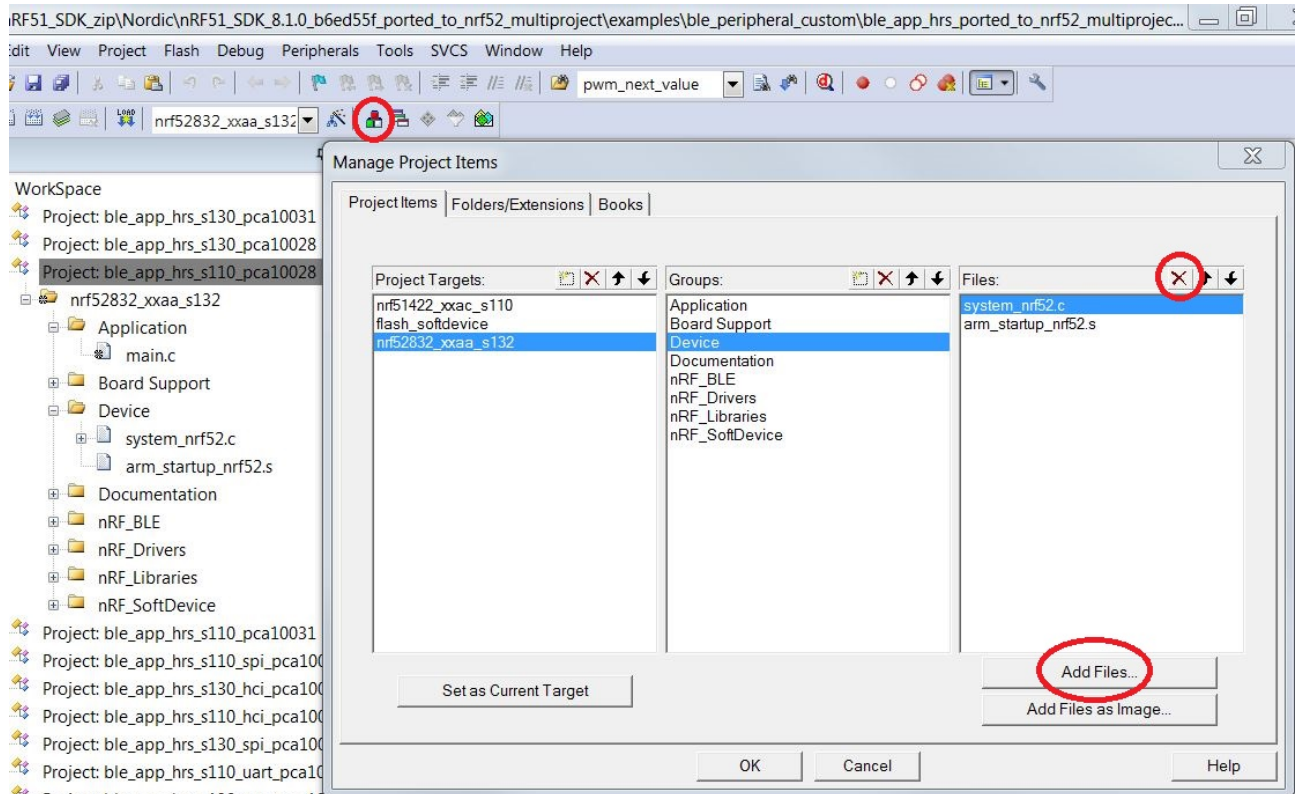 nRF51_SDK_zip\Nordic\nRF51_SDK_8.1.0_b6ed55f_ported_to_nrf52_multiproject\examples\ble_peripheral_custom\ble_app_hrs_ported_to_nrf52_multiprojec...
Edit View Project Flash Debug Peripherals Tools SVCS Window Help
pwm_next_value
LOAD nrf52832_xxaa_s132
Manage Project Items
WorkSpace
Project: ble_app_hrs_s130_pca10031
Project: ble_app_hrs_s130_pca10028
Project: ble_app_hrs_s110_pca10028
nrf52832_xxaa_s132
Application
main.c
Board Support
Device
system_nrf52.c
arm_startup_nrf52.s
Documentation
nRF_BLE
nRF_Drivers
nRF_Libraries
nRF_SoftDevice
Project: ble_app_hrs_s110_pca10031
Project: ble_app_hrs_s110_spi_pca100
Project: ble_app_hrs_s130_hci_pca100
Project: ble_app_hrs_s110_hci_pca100
Project: ble_app_hrs_s130_spi_pca100
Project: ble_app_hrs_s110_uart_pca10
Project Items Folders/Extensions Books
Project Targets:
nrf51422_xxac_s110
flash_softdevice
nrf52832_xxaa_s132
Groups:
Application
Board Support
Device
Documentation
nRF_BLE
nRF_Drivers
nRF_Libraries
nRF_SoftDevice
Files:
system_nrf52.c
arm_startup_nrf52.s
Set as Current Target
Add Files...
Add Files as Image...
OK Cancel Help